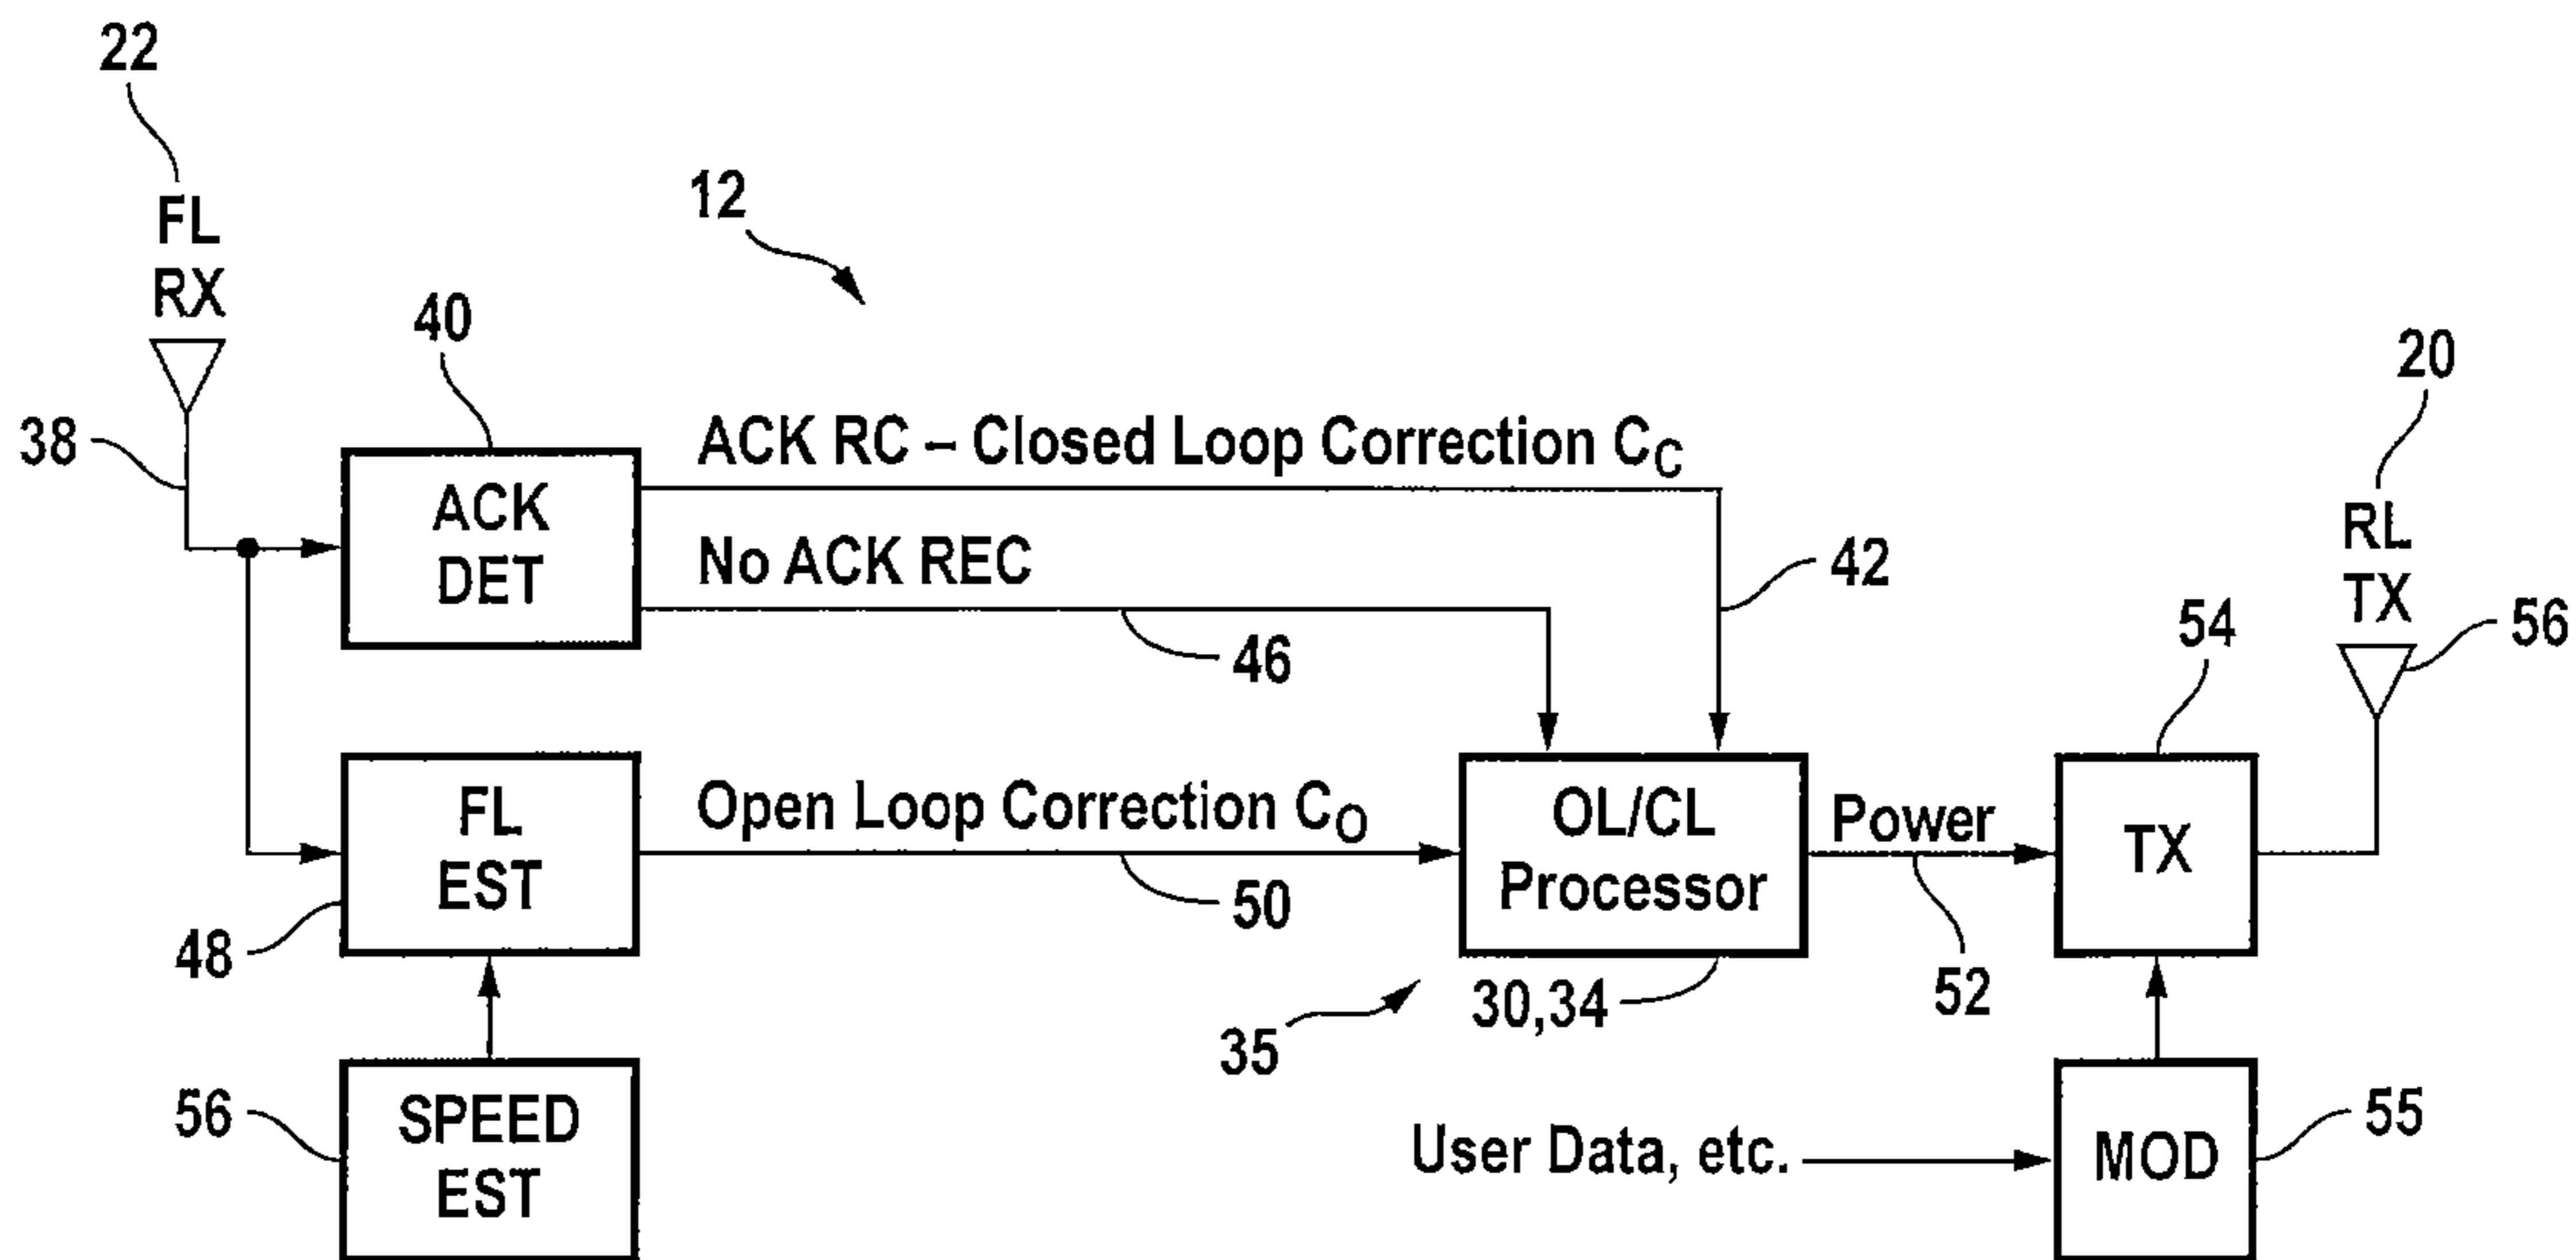 22
FL
RX
12
40
38
ACK
DET
ACK RC – Closed Loop Correction C_C
No ACK REC
42
46
20
RL
TX
56
54
FL
EST
48
Open Loop Correction C_O
50
OL/CL
Processor
30,34
35
Power
52
TX
SPEED
EST
56
User Data, etc.
MOD
55